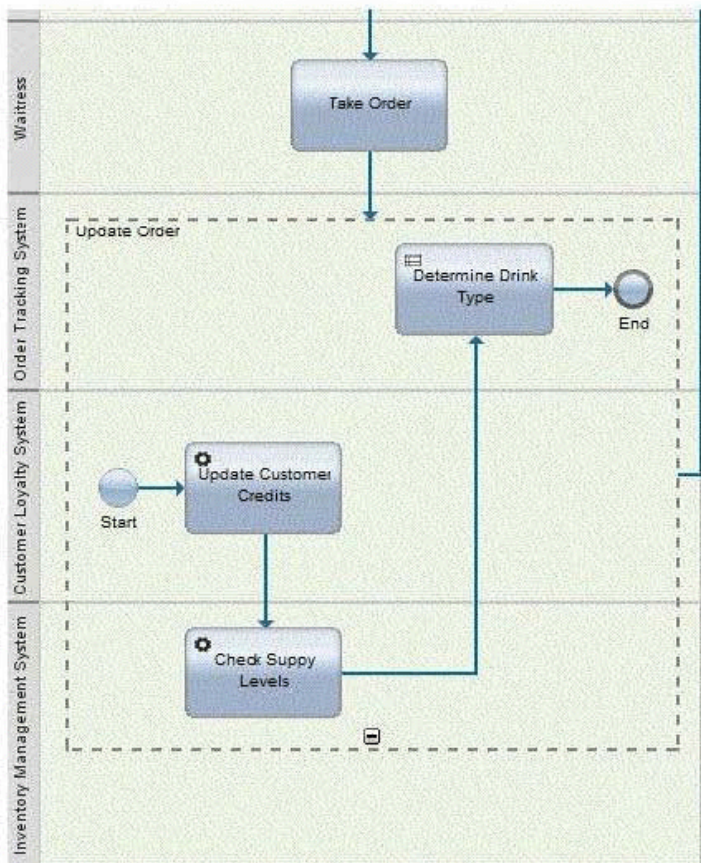 Waitress
Take Order
Order Tracking System
Update Order
Determine Drink
Type
End
Customer Loyalty System
Start
Update Customer
Credits
Inventory Management System
Check Suppy
Levels